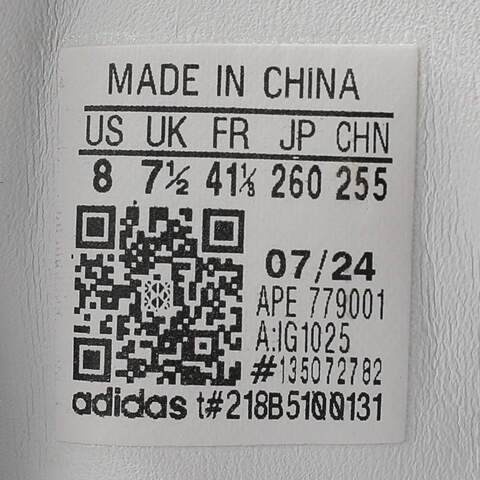 MADE IN CHINA
US UK FR JP CHN
8 7½ 41⅓ 260 255
07/24
APE 779001
A:IG1025
#135072782
adidas t#218B5100131